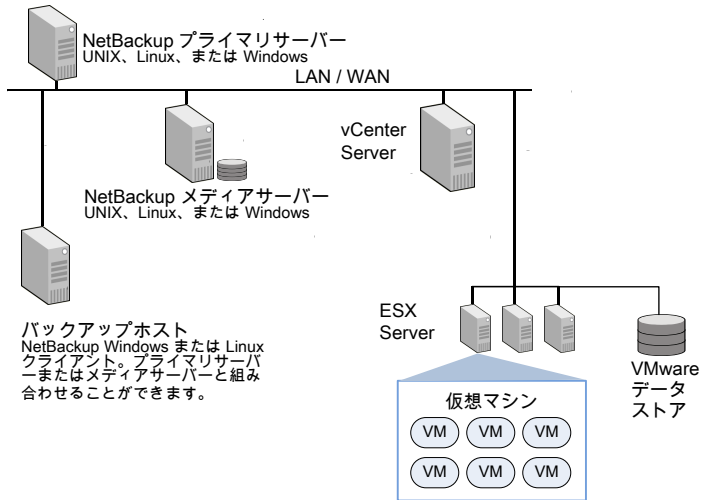 NetBackup プライマリサーバー
UNIX、Linux、または Windows
LAN / WAN
vCenter
Server
NetBackup メディアサーバー
UNIX、Linux、または Windows
バックアップホスト
NetBackup Windows または Linux
クライアント。プライマリサーバ
ーまたはメディアサーバーと組み
合わせることができます。
ESX
Server
VMware
データ
ストア
仮想マシン
VM VM VM
VM VM VM